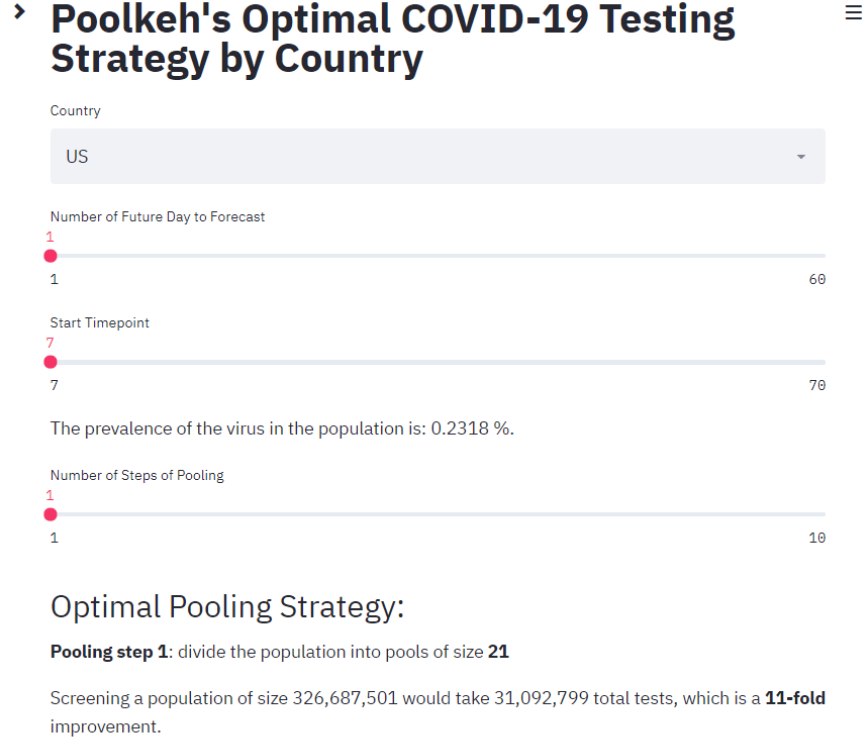 Poolkeh's Optimal COVID-19 Testing
Strategy by Country
Country
US
Number of Future Day to Forecast
1
1 60
Start Timepoint
7
7 70
The prevalence of the virus in the population is: 0.2318 %.
Number of Steps of Pooling
1
1 10
Optimal Pooling Strategy:
Pooling step 1: divide the population into pools of size 21
Screening a population of size 326,687,501 would take 31,092,799 total tests, which is a 11-fold
improvement.